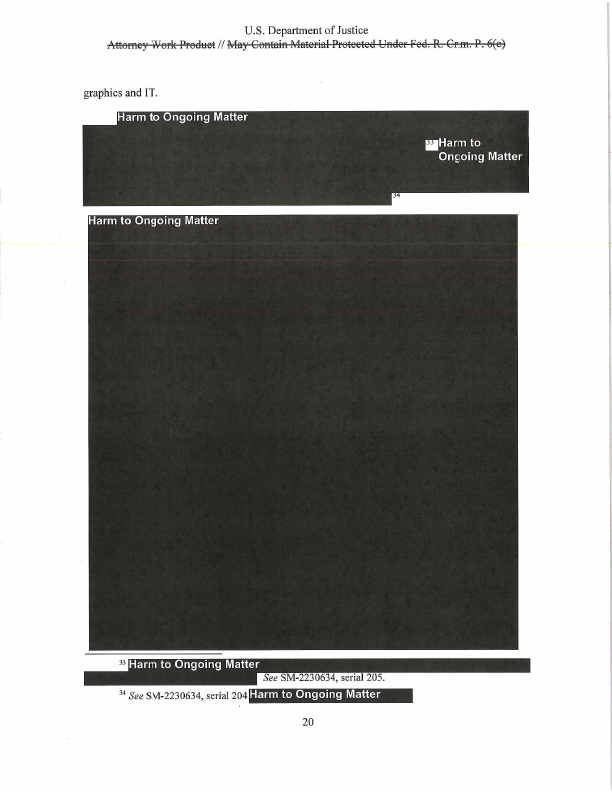 U.S. Department of Justice
Attorney Work Product // May Contain Material Protected Under Fed. R. Crim. P. 6(e)
graphics and IT.
Harm to Ongoing Matter
33 Harm to
Ongoing Matter
34
Harm to Ongoing Matter
33 Harm to Ongoing Matter
See SM-2230634, serial 205.
34 See SM-2230634, serial 204 Harm to Ongoing Matter
20